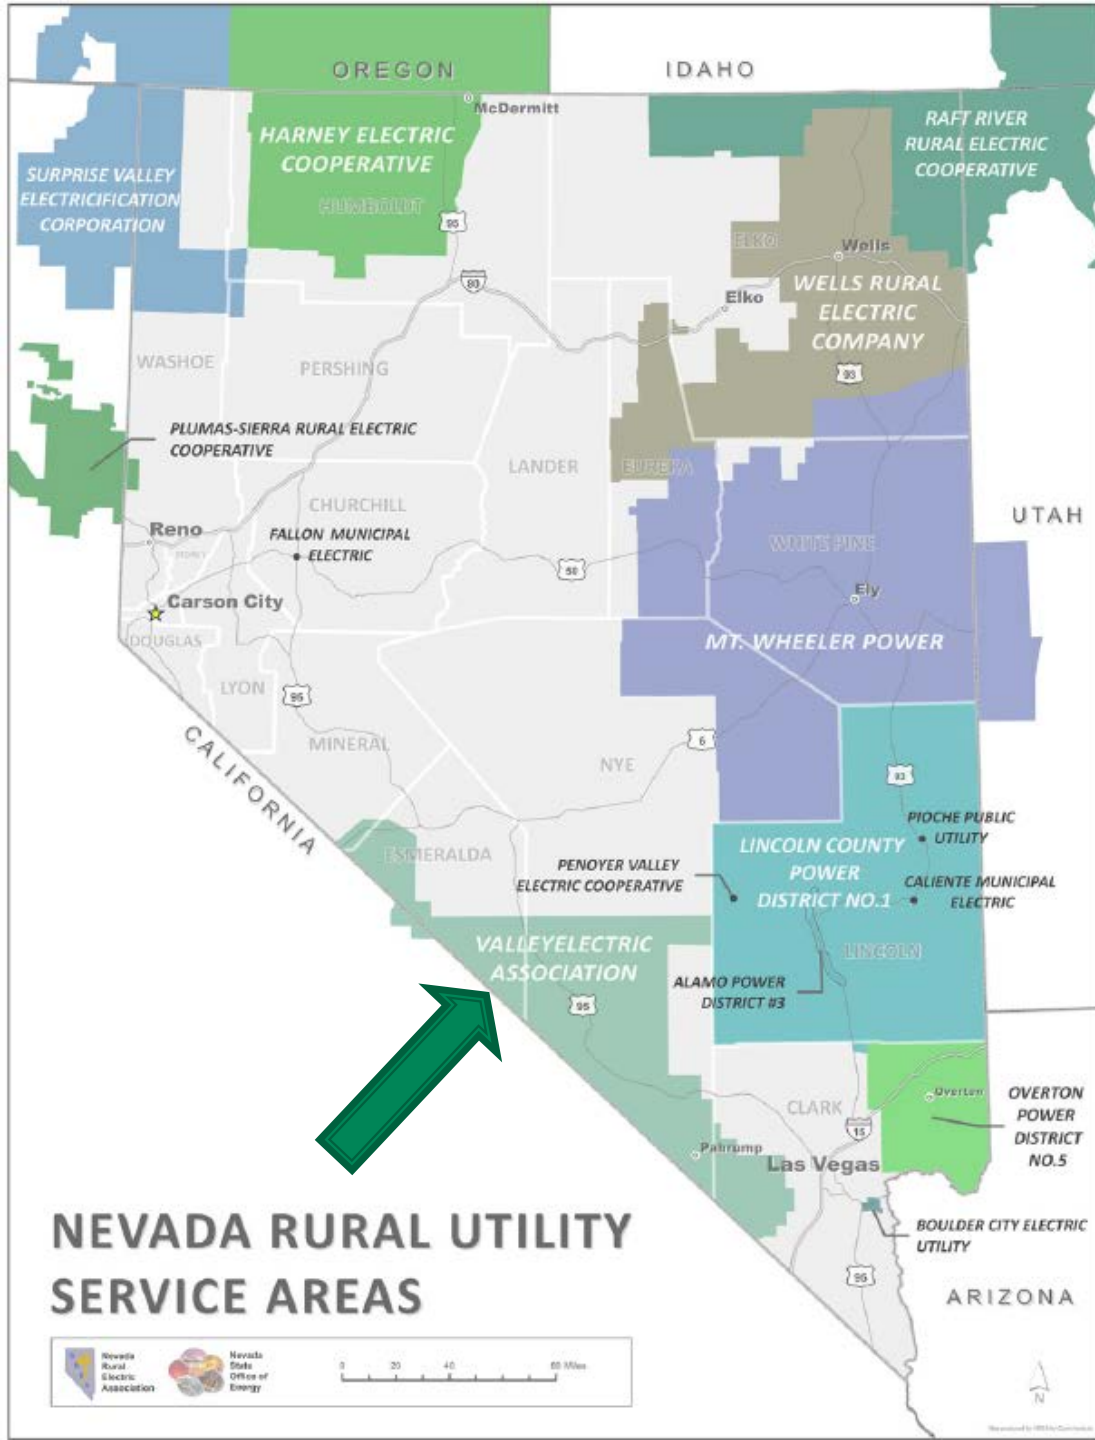 OREGON
IDAHO
McDermitt
HARNEY ELECTRIC
COOPERATIVE
HUMBOLDT
RAFT RIVER
RURAL ELECTRIC
COOPERATIVE
SURPRISE VALLEY
ELECTRICIFICATION
CORPORATION
95
ELKO
Wells
80
Elko
WELLS RURAL
ELECTRIC
COMPANY
WASHOE
PERSHING
93
PLUMAS-SIERRA RURAL ELECTRIC
COOPERATIVE
LANDER
EUREKA
CHURCHILL
UTAH
Reno
FALLON MUNICIPAL
ELECTRIC
WHITE PINE
STOREY
50
Ely
Carson City
DOUGLAS
MT. WHEELER POWER
LYON
95
CALIFORNIA
MINERAL
6
NYE
93
PIOCHE PUBLIC
UTILITY
ESMERALDA
PENOYER VALLEY
ELECTRIC COOPERATIVE
LINCOLN COUNTY
POWER
DISTRICT NO.1
CALIENTE MUNICIPAL
ELECTRIC
VALLEYELECTRIC
ASSOCIATION
LINCOLN
ALAMO POWER
DISTRICT #3
95
CLARK
Overton
OVERTON
POWER
DISTRICT
NO.5
15
Pahrump
Las Vegas
BOULDER CITY ELECTRIC
UTILITY
95
ARIZONA
NEVADA RURAL UTILITY
SERVICE AREAS
Nevada
Rural
Electric
Association
Nevada
State
Office of
Energy
0 20 40 80 Miles
N